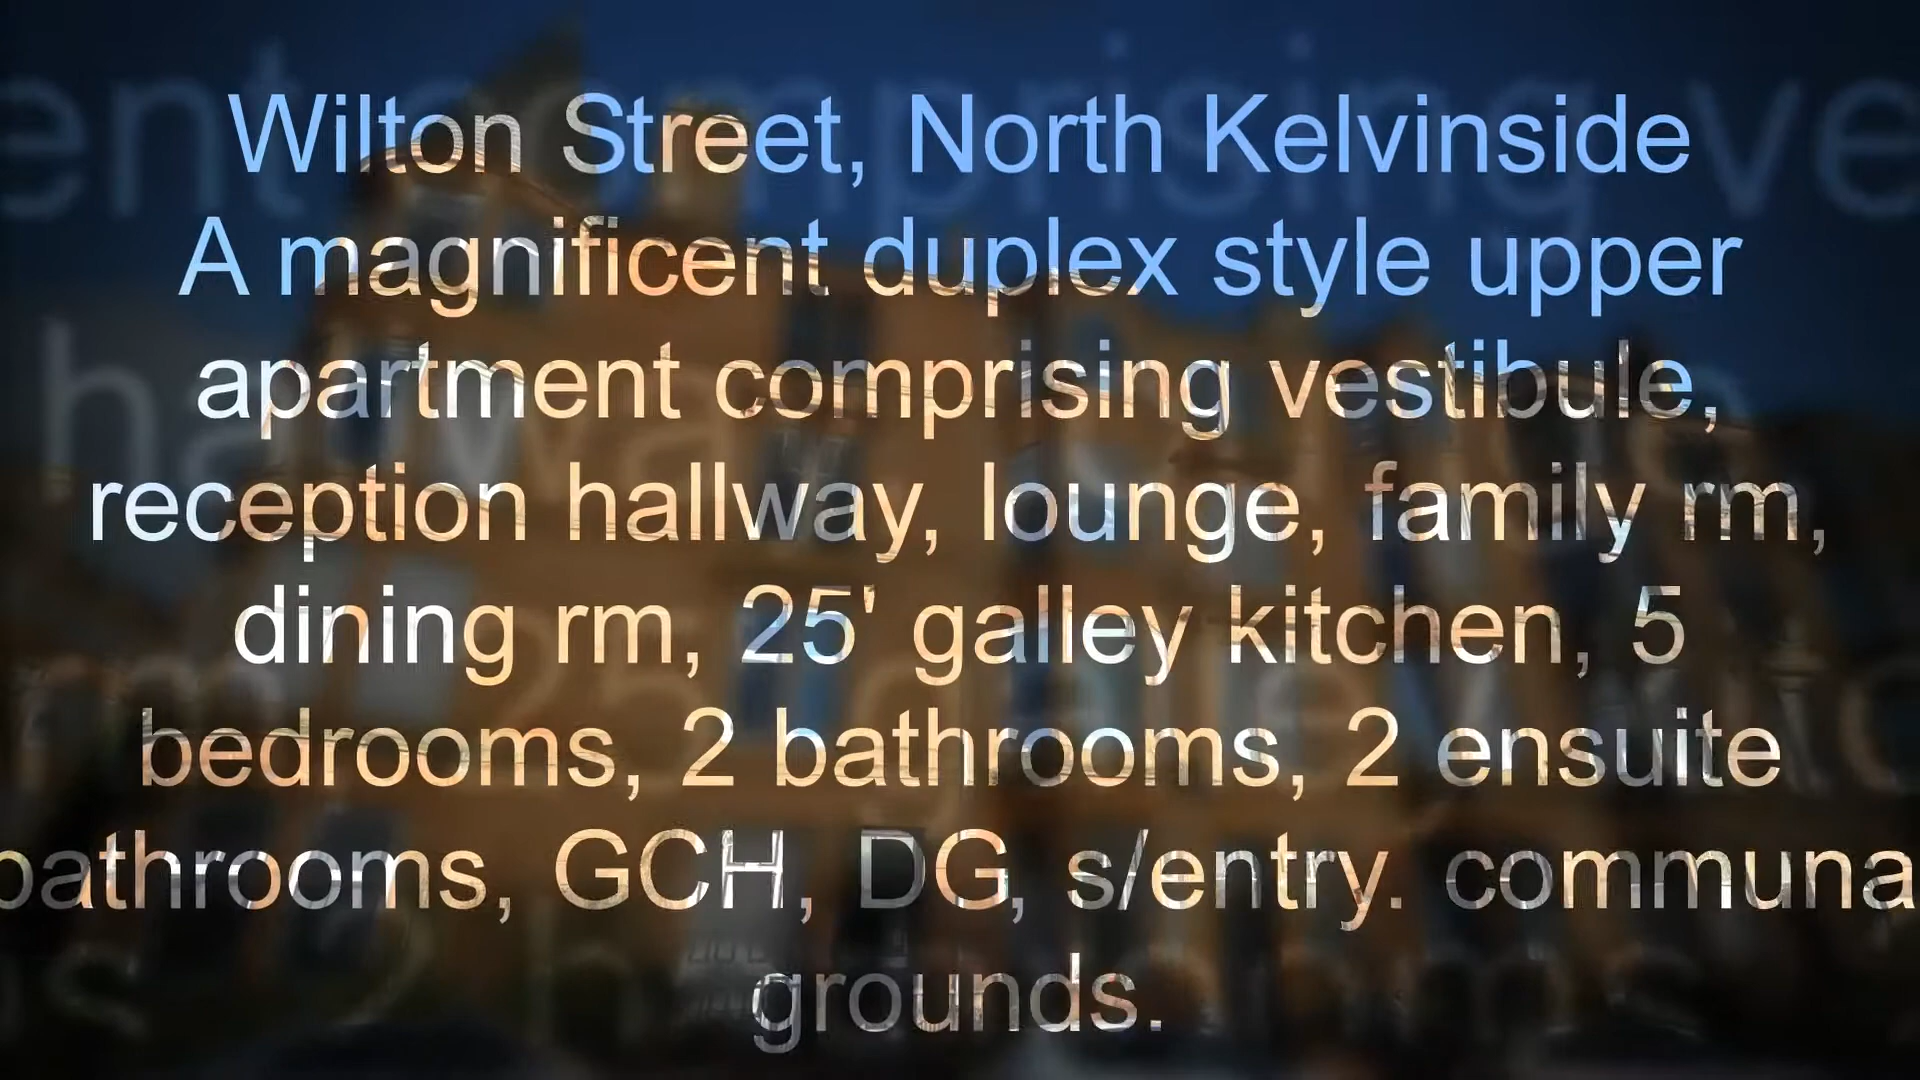 Wilton Street, North Kelvinside
A magnificent duplex style upper
apartment comprising vestibule,
reception hallway, lounge, family rm,
dining rm, 25' galley kitchen, 5
bedrooms, 2 bathrooms, 2 ensuite
bathrooms, GCH, DG, s/entry. communa
grounds.